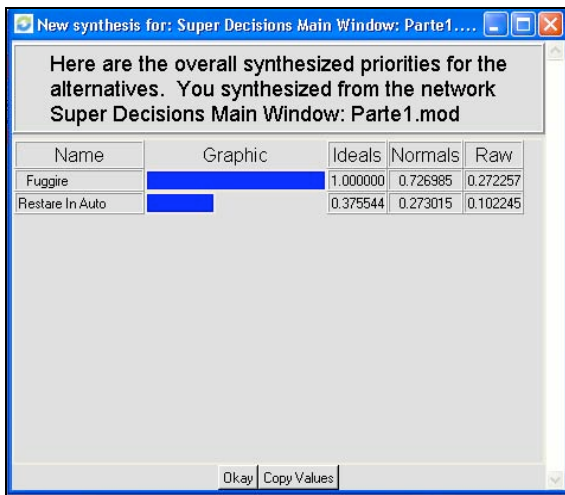 New synthesis for: Super Decisions Main Window: Parte1....
Here are the overall synthesized priorities for the
alternatives. You synthesized from the network
Super Decisions Main Window: Parte1.mod
Name Graphic Ideals Normals Raw
Fuggire 1.000000 0.726985 0.272257
Restare In Auto 0.375544 0.273015 0.102245
Okay Copy Values